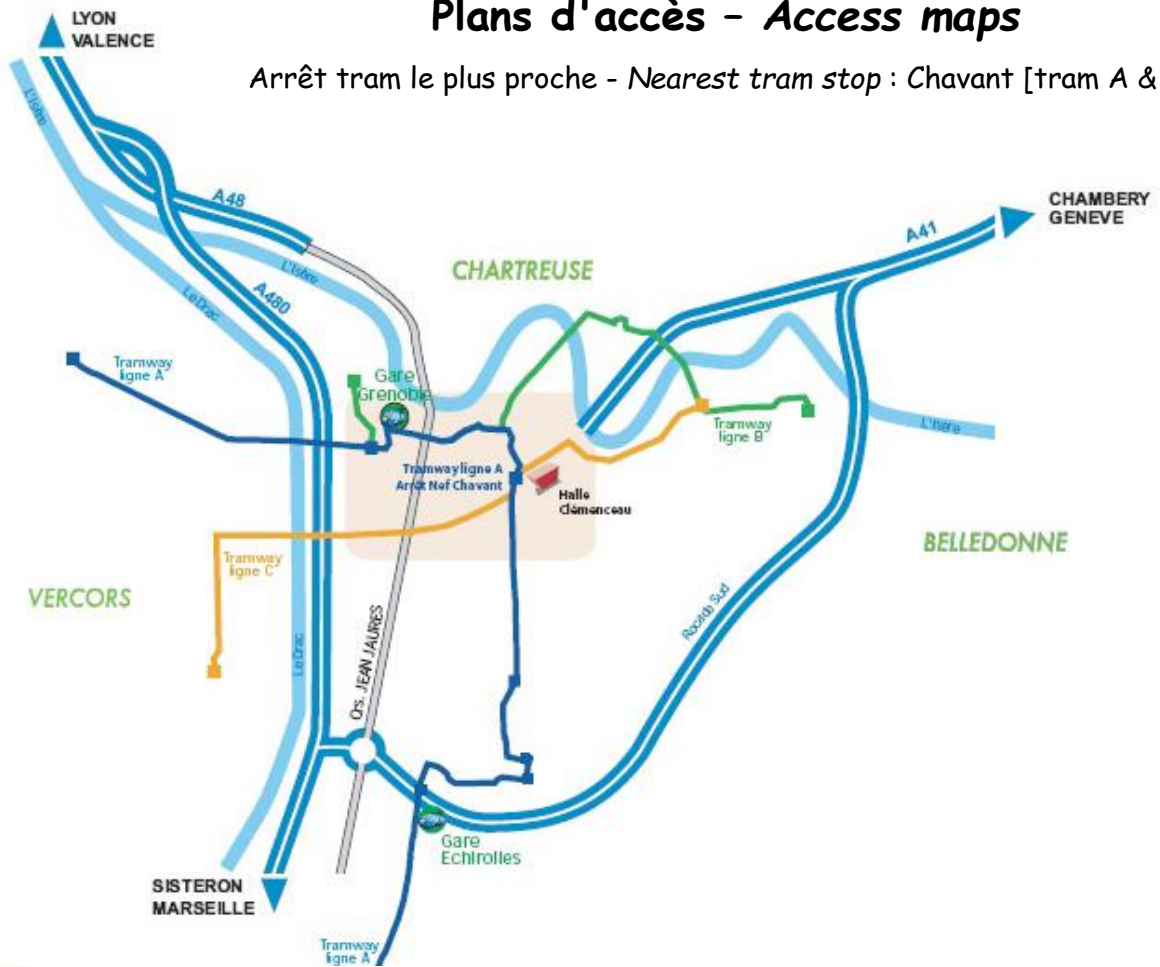 Plans d'accès – Access maps
LYON
VALENCE
Arrêt tram le plus proche - Nearest tram stop : Chavant [tram A &
L'Isère
A48
CHAMBERY
GENEVE
A41
CHARTREUSE
L'Isère
Le Drac
A480
Tramway
ligne A
Gare
Grenoble
Tramway
ligne B
L'Isère
Tramway ligne A
Arrêt Nef Chavant
Halle
Clémenceau
BELLEDONNE
Tramway
ligne C
VERCORS
Rocade Sud
Le Drac
Crs. JEAN JAURES
Gare
Echirolles
SISTERON
MARSEILLE
Tramway
ligne A